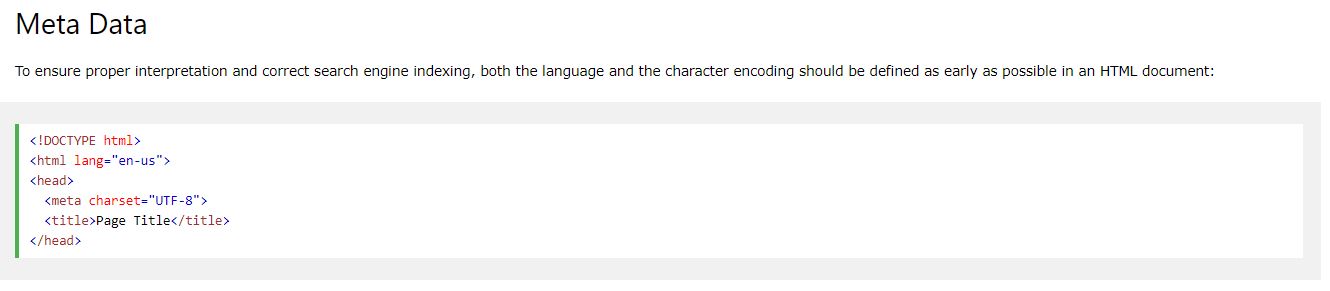 Meta Data
To ensure proper interpretation and correct search engine indexing, both the language and the character encoding should be defined as early as possible in an HTML document:
<!DOCTYPE html>
<html lang="en-us">
<head>
  <meta charset="UTF-8">
  <title>Page Title</title>
</head>